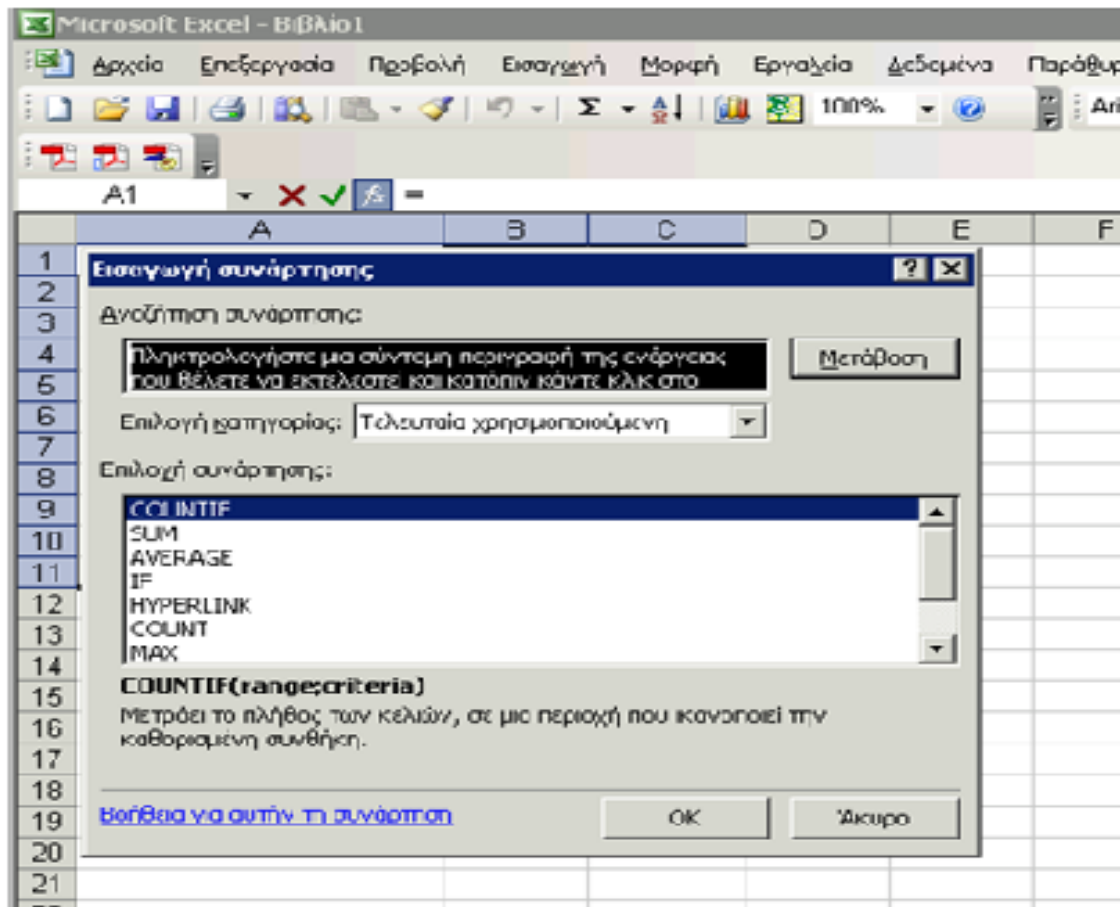 Microsoft Excel - Βιβλίο1
Αρχείο Επεξεργασία Προβολή Εισαγωγή Μορφή Εργαλεία Δεδομένα Παράθυρ
Σ 100% Ari
A1 fx =
A B C D E F
1
Εισαγωγή συνάρτησης
2
3
Αναζήτηση συνάρτησης:
4
Πληκτρολογήστε μια σύντομη περιγραφή της ενέργειας
Μετάβαση
5
που θέλετε να εκτελεστεί και κατόπιν κάντε κλικ στο
6
Επιλογή κατηγορίας: Τελευταία χρησιμοποιούμενη
7
8
Επιλογή συνάρτησης:
9
COUNTIF
10
SUM
AVERAGE
11
IF
12
HYPERLINK
13
COUNT
14
MAX
15
COUNTIF(range;criteria)
16
Μετράει το πλήθος των κελιών, σε μια περιοχή που ικανοποιεί την
καθορισμένη συνθήκη.
17
18
19
Βοήθεια για αυτήν τη συνάρτηση OK Άκυρο
20
21